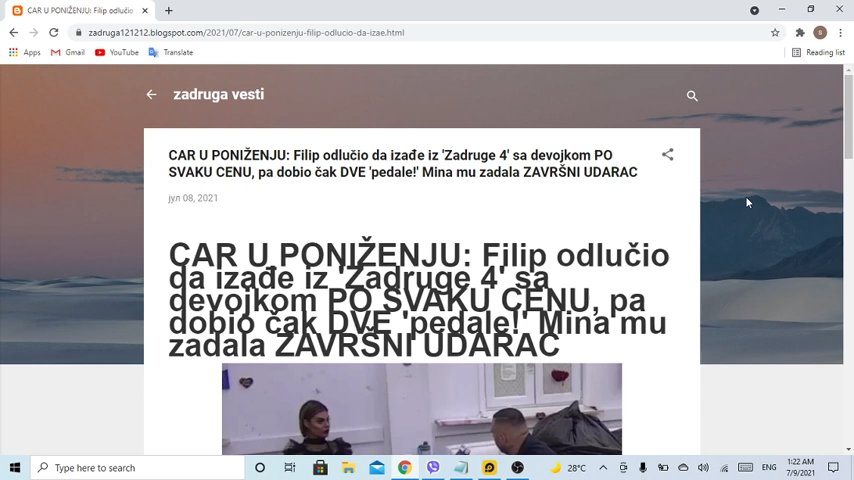 CAR U PONIŽENJU: Filip odlučio
zadruga121212.blogspot.com/2021/07/car-u-ponizenju-filip-odlucio-da-izae.html
Apps Gmail YouTube Translate Reading list
zadruga vesti
CAR U PONIŽENJU: Filip odlučio da izađe iz 'Zadruge 4' sa devojkom PO
SVAKU CENU, pa dobio čak DVE 'pedale!' Mina mu zadala ZAVRŠNI UDARAC
јул 08, 2021
CAR U PONIŽENJU: Filip odlučio
da izađe iz 'Zadruge 4' sa
devojkom PO SVAKU CENU, pa
dobio čak DVE 'pedale!' Mina mu
zadala ZAVRŠNI UDARAC
Type here to search
28°C
ENG
1:22 AM
7/9/2021